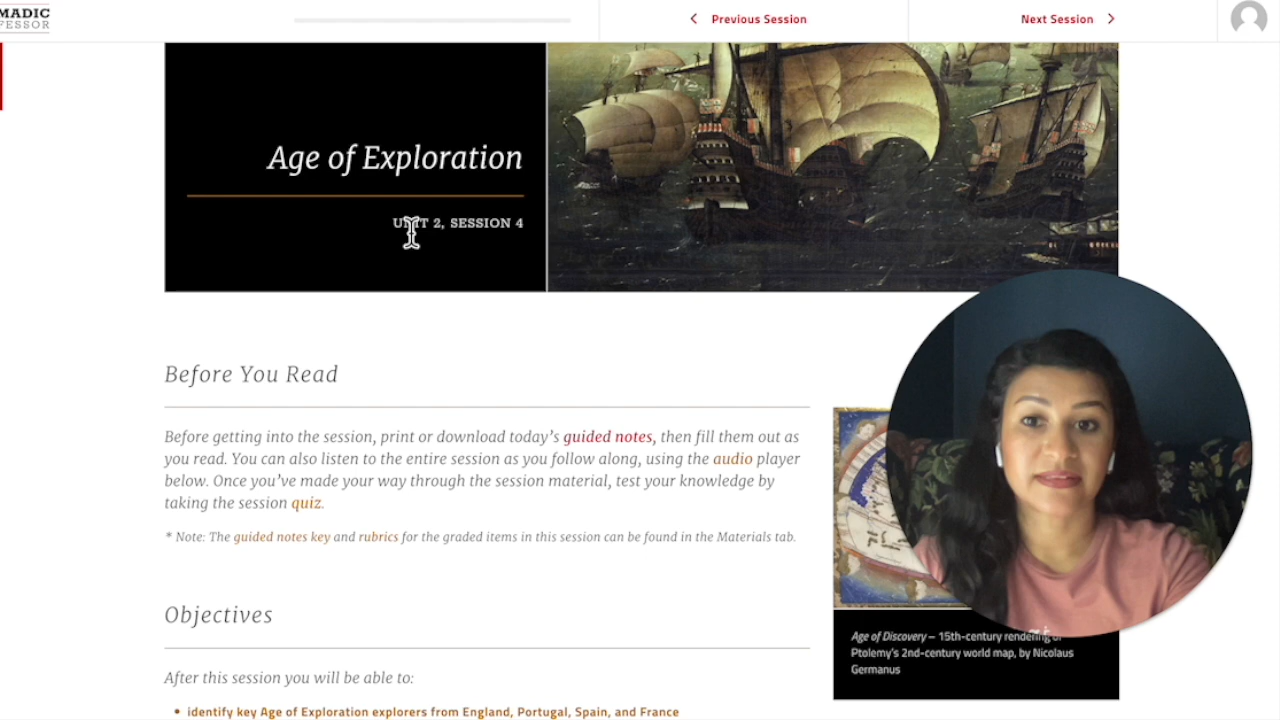 MADIC
FESSOR
Previous Session
Next Session
Age of Exploration
UNIT 2, SESSION 4
Before You Read
Before getting into the session, print or download today’s guided notes, then fill them out as
you read. You can also listen to the entire session as you follow along, using the audio player
below. Once you’ve made your way through the session material, test your knowledge by
taking the session quiz.
* Note: The guided notes key and rubrics for the graded items in this session can be found in the Materials tab.
Objectives
After this session you will be able to:
• identify key Age of Exploration explorers from England, Portugal, Spain, and France
Age of Discovery – 15th-century rendering of
Ptolemy’s 2nd-century world map, by Nicolaus
Germanus